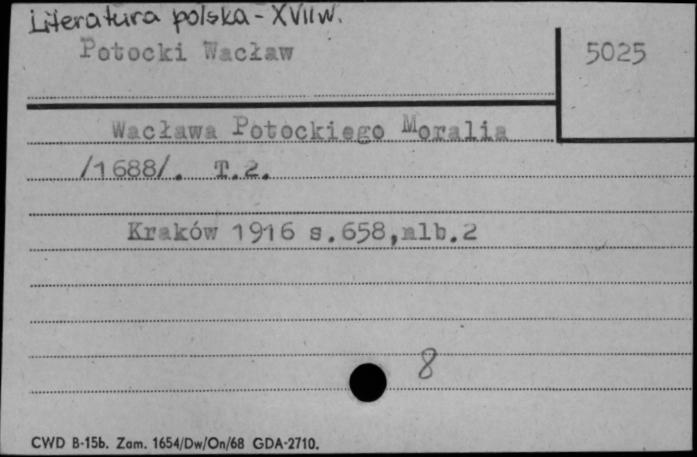 Literatura polska - XVII w.
Potocki Wacław
5025
Wacława Potockiego Moralia
/1688/. T.2.
Kraków 1916 s.658,nlb.2
8
CWD B-15b. Zam. 1654/Dw/On/68 GDA-2710.